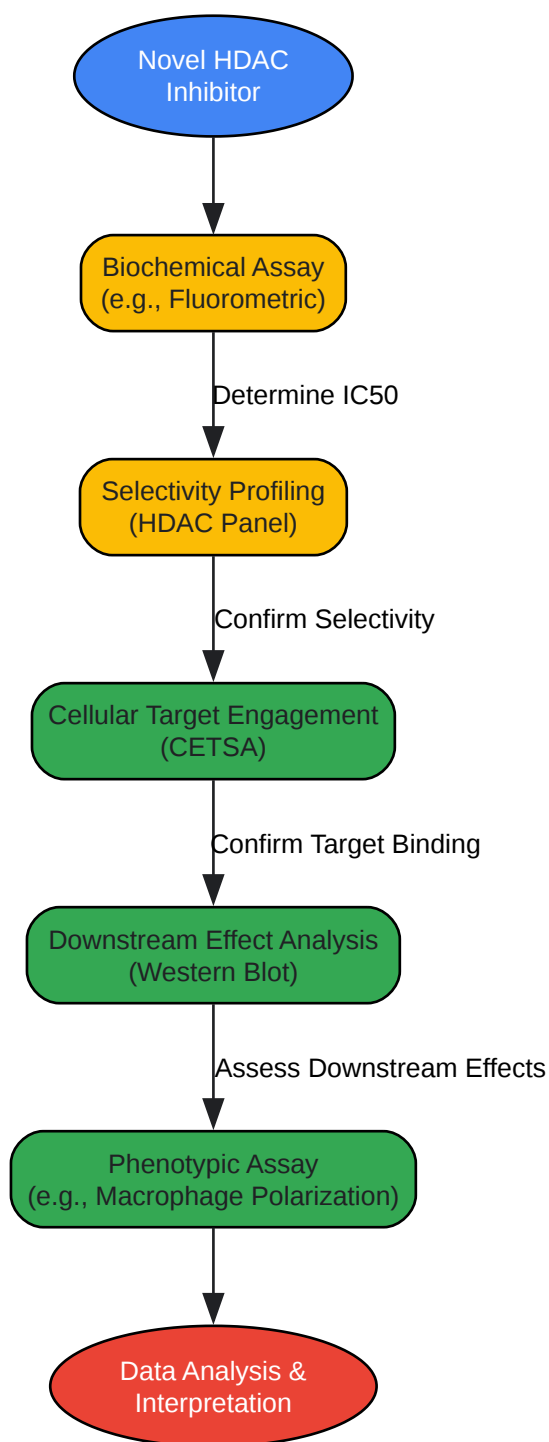 Novel HDAC
Inhibitor
Biochemical Assay
(e.g., Fluorometric)
Determine IC50
Selectivity Profiling
(HDAC Panel)
Confirm Selectivity
Cellular Target Engagement
(CETSA)
Confirm Target Binding
Downstream Effect Analysis
(Western Blot)
Assess Downstream Effects
Phenotypic Assay
(e.g., Macrophage Polarization)
Data Analysis &
Interpretation